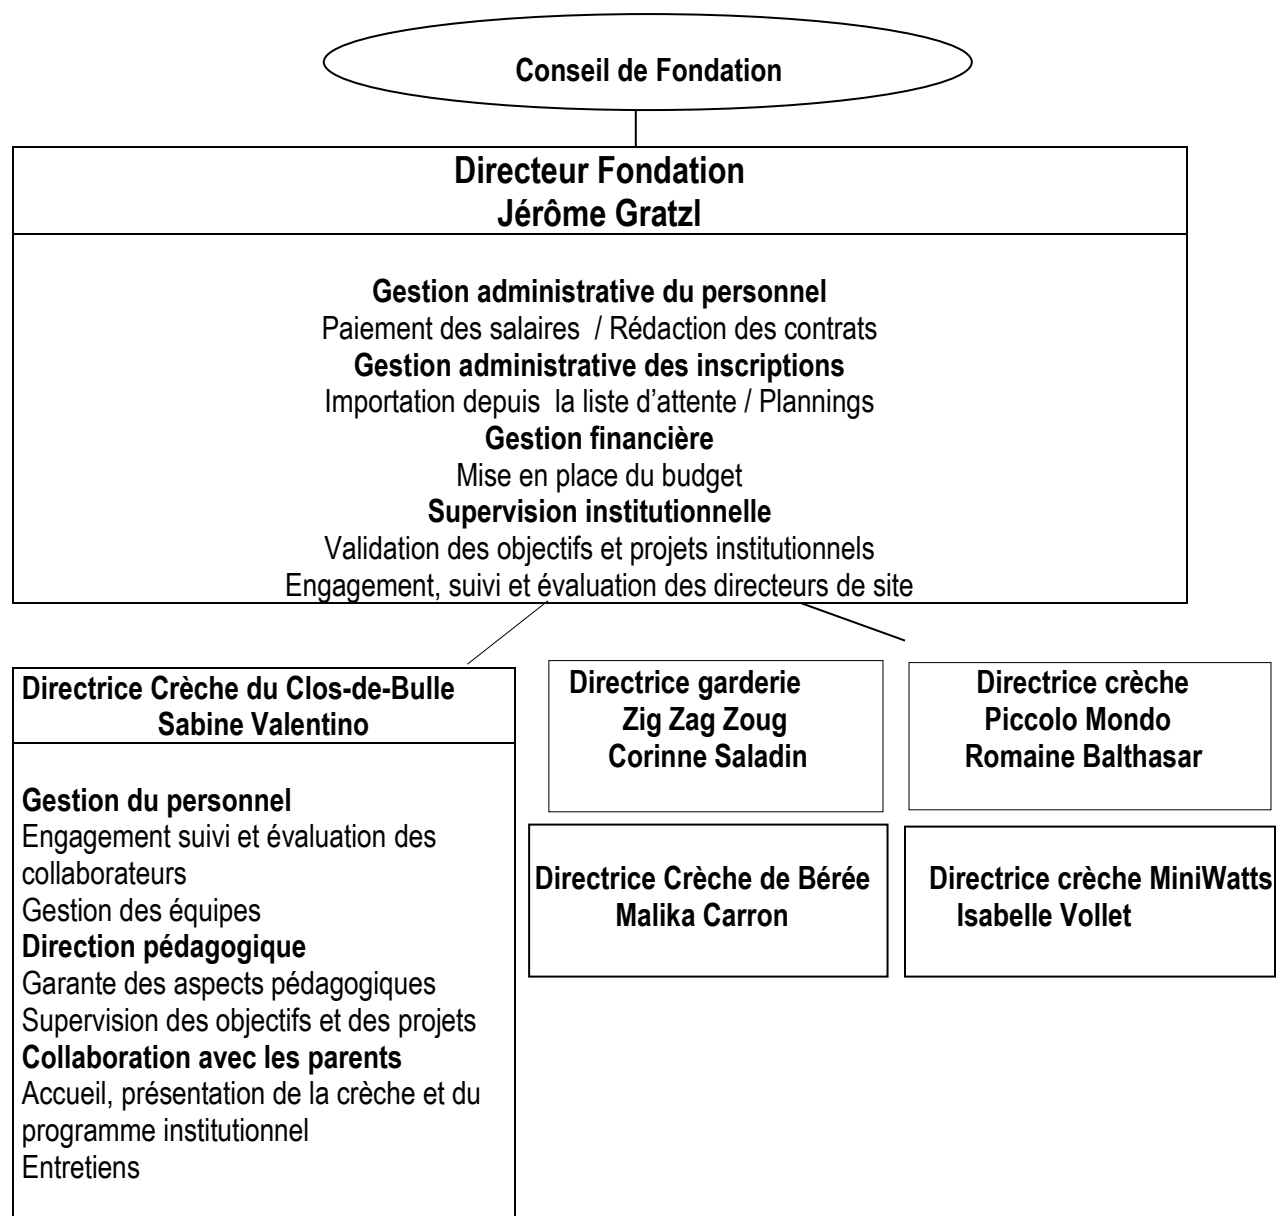 Conseil de Fondation
Directeur Fondation
Jérôme Gratzl
Gestion administrative du personnel
Paiement des salaires / Rédaction des contrats
Gestion administrative des inscriptions
Importation depuis la liste d'attente / Plannings
Gestion financière
Mise en place du budget
Supervision institutionnelle
Validation des objectifs et projets institutionnels
Engagement, suivi et évaluation des directeurs de site
Directrice Crèche du Clos-de-Bulle
Sabine Valentino
Gestion du personnel
Engagement suivi et évaluation des
collaborateurs
Gestion des équipes
Direction pédagogique
Garante des aspects pédagogiques
Supervision des objectifs et des projets
Collaboration avec les parents
Accueil, présentation de la crèche et du
programme institutionnel
Entretiens
Directrice garderie
Zig Zag Zoug
Corinne Saladin
Directrice crèche
Piccolo Mondo
Romaine Balthasar
Directrice Crèche de Bérée
Malika Carron
Directrice crèche MiniWatts
Isabelle Vollet